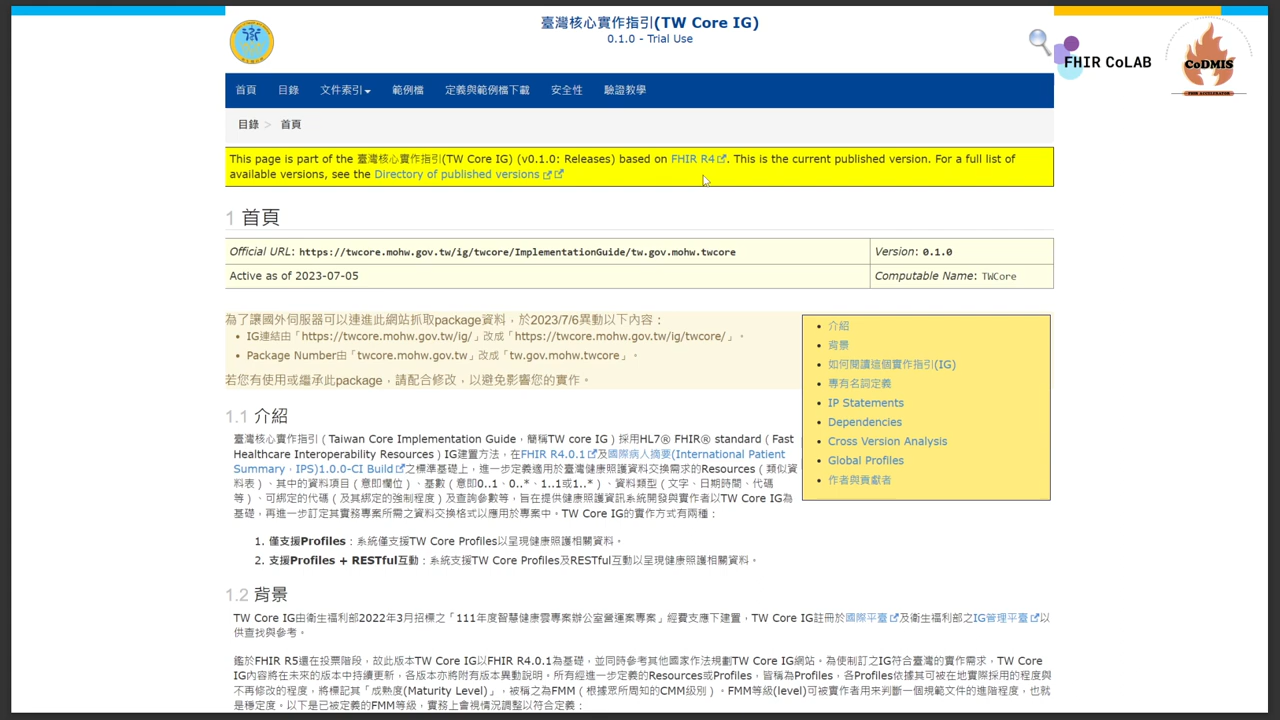 臺灣核心實作指引(TW Core IG)
0.1.0 - Trial Use
FHIR CoLAB
CoDMIS
首頁 目錄 文件索引 範例檔 定義與範例檔下載 安全性 驗證教學
目錄 > 首頁
This page is part of the 臺灣核心實作指引(TW Core IG) (v0.1.0: Releases) based on FHIR R4. This is the current published version. For a full list of
available versions, see the Directory of published versions
1 首頁
Official URL: https://twcore.mohw.gov.tw/ig/twcore/ImplementationGuide/tw.gov.mohw.twcore Version: 0.1.0
Active as of 2023-07-05 Computable Name: TWCore
為了讓國外伺服器可以連進此網站抓取package資料，於2023/7/6異動以下內容：
• IG連結由「https://twcore.mohw.gov.tw/ig/」改成「https://twcore.mohw.gov.tw/ig/twcore/」。
• Package Number由「twcore.mohw.gov.tw」改成「tw.gov.mohw.twcore」。
若您有使用或繼承此package，請配合修改，以避免影響您的實作。
• 介紹
• 背景
• 如何閱讀這個實作指引(IG)
• 專有名詞定義
• IP Statements
• Dependencies
• Cross Version Analysis
• Global Profiles
• 作者與貢獻者
1.1 介紹
臺灣核心實作指引（Taiwan Core Implementation Guide，簡稱TW core IG）採用HL7® FHIR® standard（Fast
Healthcare Interoperability Resources）IG建置方法，在FHIR R4.0.1及國際病人摘要(International Patient
Summary，IPS)1.0.0-CI Build之標準基礎上，進一步定義適用於臺灣健康照護資料交換需求的Resources（類似資
料表）、其中的資料項目（意即欄位）、基數（意即0..1、0..*、1..1或1..*）、資料類型（文字、日期時間、代碼
等）、可綁定的代碼（及其綁定的強制程度）及查詢參數等，旨在提供健康照護資訊系統開發與實作者以TW Core IG為
基礎，再進一步訂定其實務專案所需之資料交換格式以應用於專案中。TW Core IG的實作方式有兩種：
1. 僅支援Profiles：系統僅支援TW Core Profiles以呈現健康照護相關資料。
2. 支援Profiles + RESTful互動：系統支援TW Core Profiles及RESTful互動以呈現健康照護相關資料。
1.2 背景
TW Core IG由衛生福利部2022年3月招標之「111年度智慧健康雲專案辦公室營運案專案」經費支應下建置，TW Core IG註冊於國際平臺及衛生福利部之IG管理平臺以
供查找與參考。
鑑於FHIR R5還在投票階段，故此版本TW Core IG以FHIR R4.0.1為基礎，並同時參考其他國家作法規劃TW Core IG網站。為使制訂之IG符合臺灣的實作需求，TW Core
IG內容將在未來的版本中持續更新，各版本亦將附有版本異動說明。所有經進一步定義的Resources或Profiles，皆稱為Profiles，各Profiles依據其可被在地實際採用的程度與
不再修改的程度，將標記其「成熟度(Maturity Level)」，被稱之為FMM（根據眾所周知的CMM級別）。FMM等級(level)可被實作者用來判斷一個規範文件的進階程度，也就
是穩定度。以下是已被定義的FMM等級，實務上會視情況調整以符合定義：